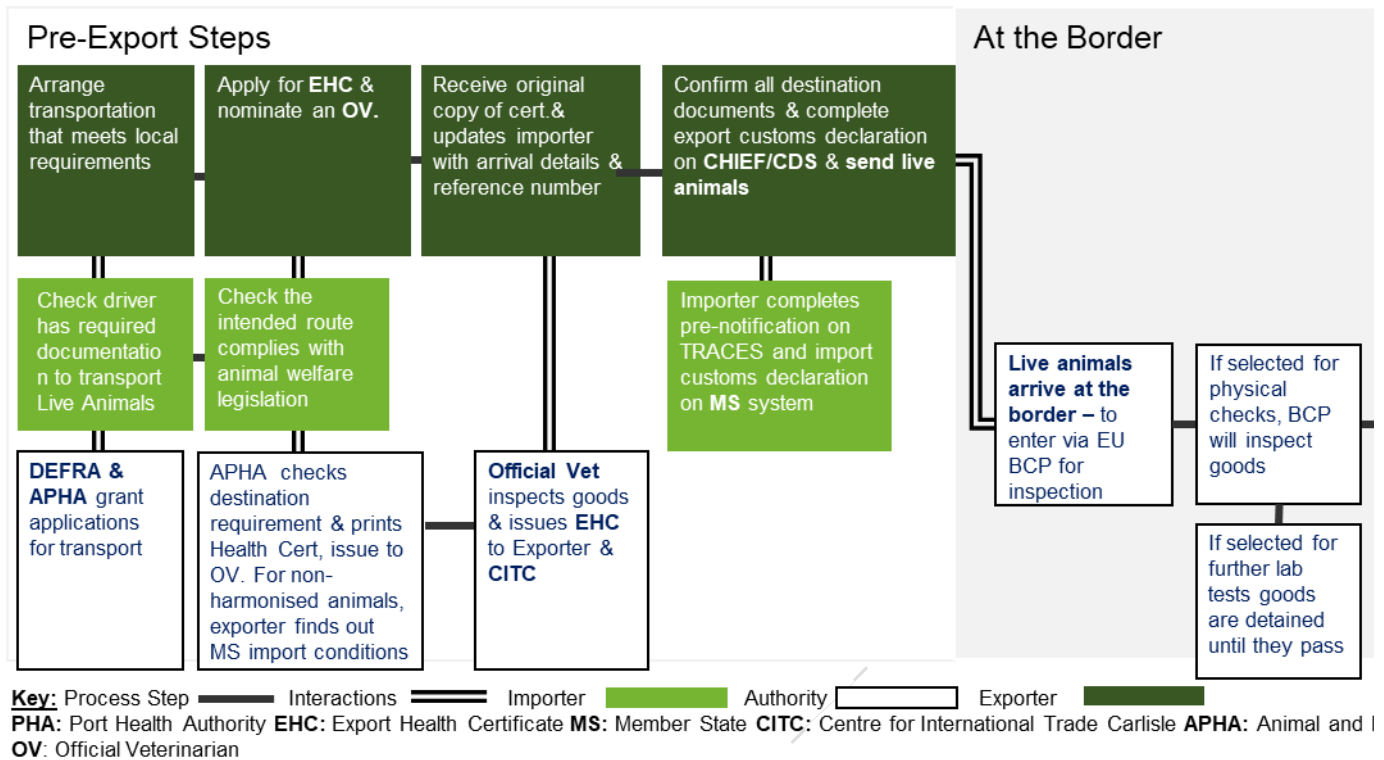 Pre-Export Steps
At the Border
Arrange
transportation
that meets local
requirements
Apply for EHC &
nominate an OV.
Receive original
copy of cert.&
updates importer
with arrival details &
reference number
Confirm all destination
documents & complete
export customs declaration
on CHIEF/CDS & send live
animals
Check driver
has required
documentatio
n to transport
Live Animals
Check the
intended route
complies with
animal welfare
legislation
Importer completes
pre-notification on
TRACES and import
customs declaration
on MS system
DEFRA &
APHA grant
applications
for transport
APHA checks
destination
requirement & prints
Health Cert, issue to
OV. For non-
harmonised animals,
exporter finds out
MS import conditions
Official Vet
inspects goods
& issues EHC
to Exporter &
CITC
Live animals
arrive at the
border – to
enter via EU
BCP for
inspection
If selected for
physical
checks, BCP
will inspect
goods
If selected for
further lab
tests goods
are detained
until they pass
Key: Process Step Interactions Importer Authority Exporter
PHA: Port Health Authority EHC: Export Health Certificate MS: Member State CITC: Centre for International Trade Carlisle APHA: Animal and
OV: Official Veterinarian